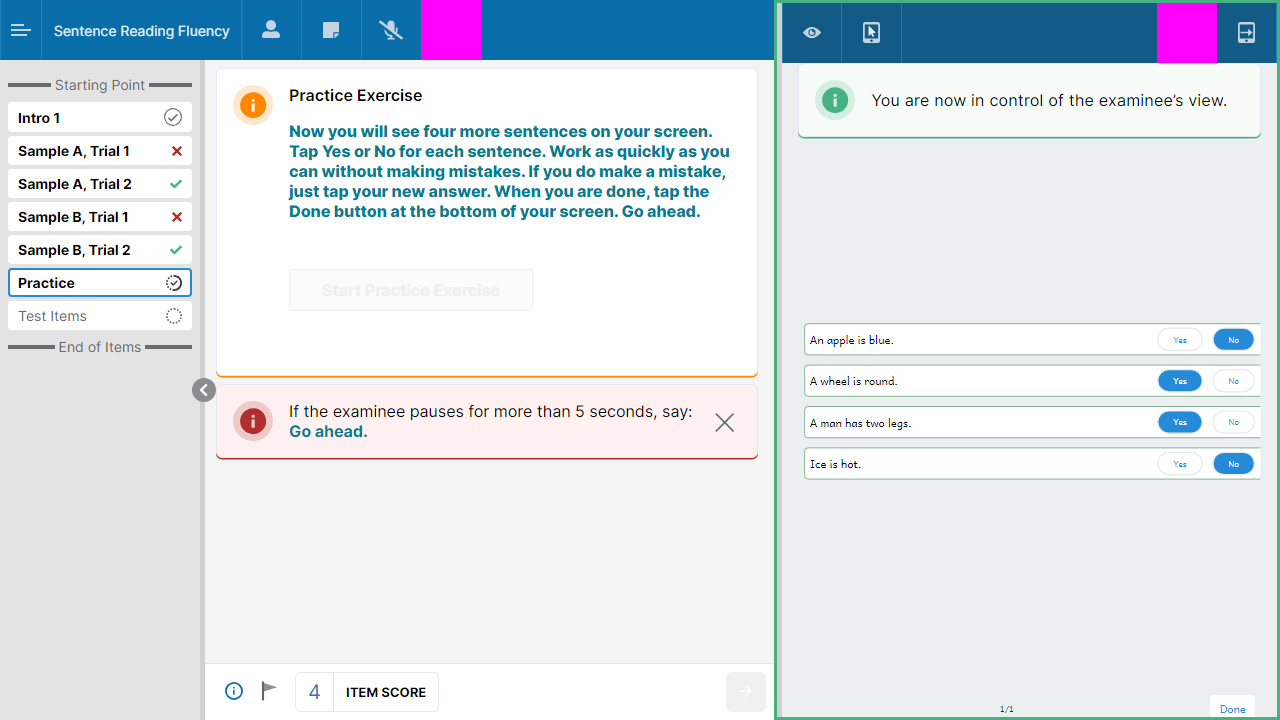 Sentence Reading Fluency
Starting Point
Intro 1
Sample A, Trial 1
Sample A, Trial 2
Sample B, Trial 1
Sample B, Trial 2
Practice
Test Items
End of Items
Practice Exercise
Now you will see four more sentences on your screen.
Tap Yes or No for each sentence. Work as quickly as you
can without making mistakes. If you do make a mistake,
just tap your new answer. When you are done, tap the
Done button at the bottom of your screen. Go ahead.
Start Practice Exercise
If the examinee pauses for more than 5 seconds, say:
Go ahead.
4 ITEM SCORE
You are now in control of the examinee’s view.
An apple is blue. Yes No
A wheel is round. Yes No
A man has two legs. Yes No
Ice is hot. Yes No
1/1
Done